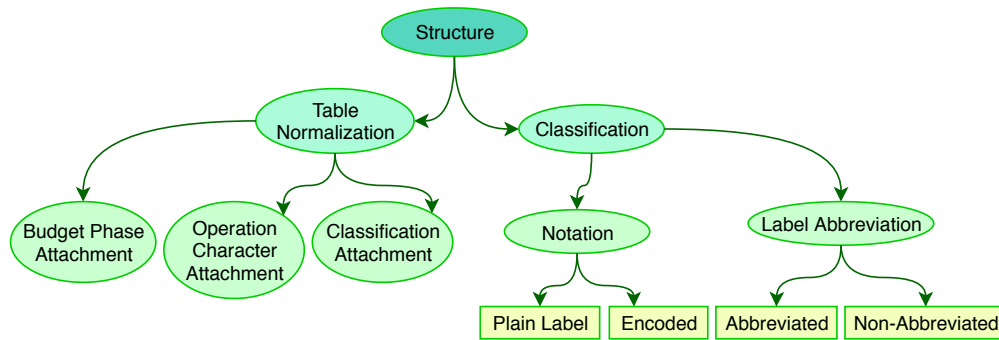 Structure
Table
Normalization
Classification
Budget Phase
Attachment
Operation
Character
Attachment
Classification
Attachment
Notation
Label Abbreviation
Plain Label
Encoded
Abbreviated
Non-Abbreviated